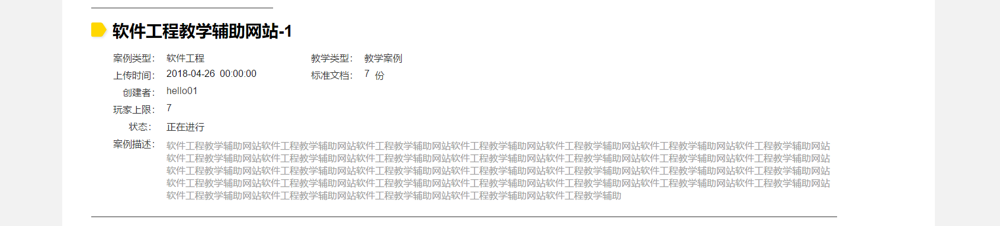 软件工程教学辅助网站-1
案例类型： 软件工程 教学类型： 教学案例
上传时间： 2018-04-26 00:00:00 标准文档： 7 份
创建者： hello01
玩家上限： 7
状态： 正在进行
案例描述： 软件工程教学辅助网站软件工程教学辅助网站软件工程教学辅助网站软件工程教学辅助网站软件工程教学辅助网站软件工程教学辅助网站软件工程教学辅助网站
软件工程教学辅助网站软件工程教学辅助网站软件工程教学辅助网站软件工程教学辅助网站软件工程教学辅助网站软件工程教学辅助网站软件工程教学辅助网站
软件工程教学辅助网站软件工程教学辅助网站软件工程教学辅助网站软件工程教学辅助网站软件工程教学辅助网站软件工程教学辅助网站软件工程教学辅助网站
软件工程教学辅助网站软件工程教学辅助网站软件工程教学辅助网站软件工程教学辅助网站软件工程教学辅助网站软件工程教学辅助网站软件工程教学辅助网站
软件工程教学辅助网站软件工程教学辅助网站软件工程教学辅助网站软件工程教学辅助网站软件工程教学辅助